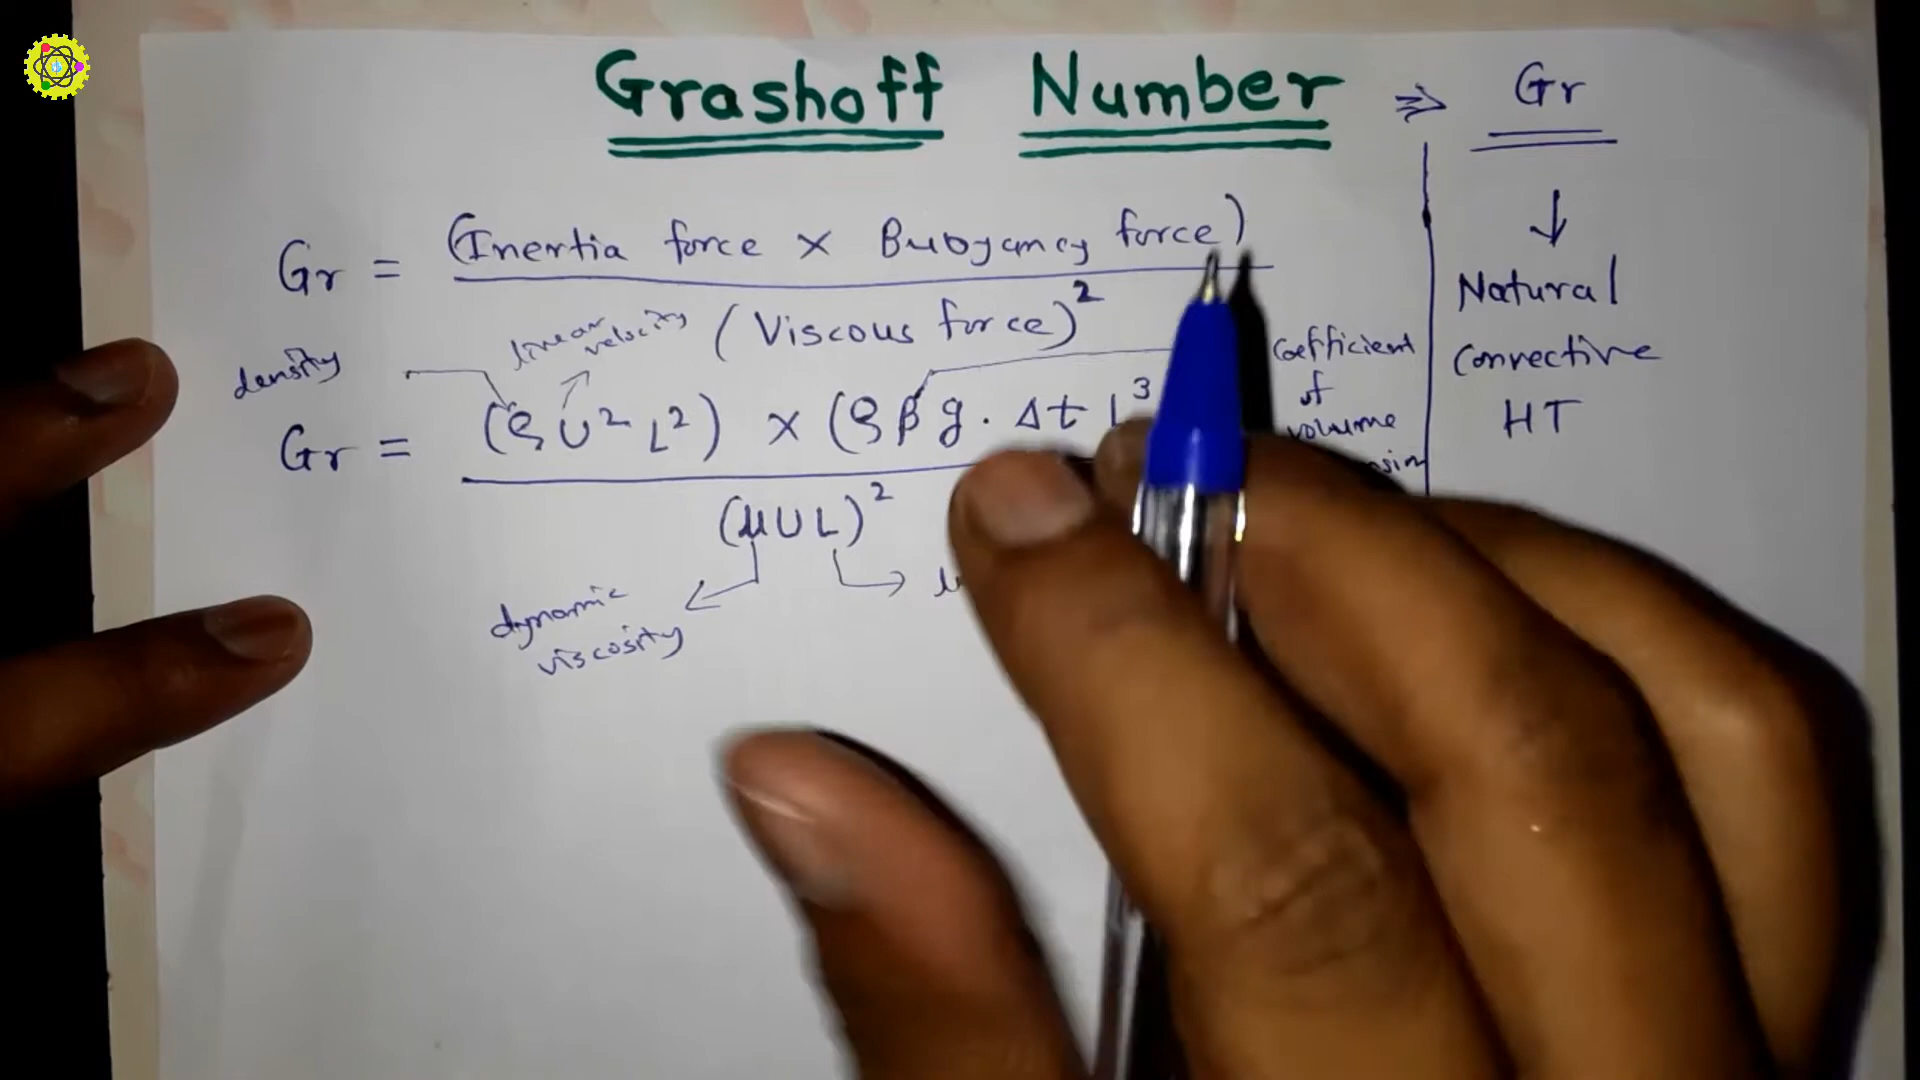 Grashoff Number ⇒ Gr
Gr = (Inertia force × Buoyancy force)
(Viscous force)²
density
linear velocity
Gr = (ρU²L²) × (ρβg.Δt L³
(μUL)²
dynamic
viscosity
Coefficient
of
volume
↓
Natural
Convective
HT